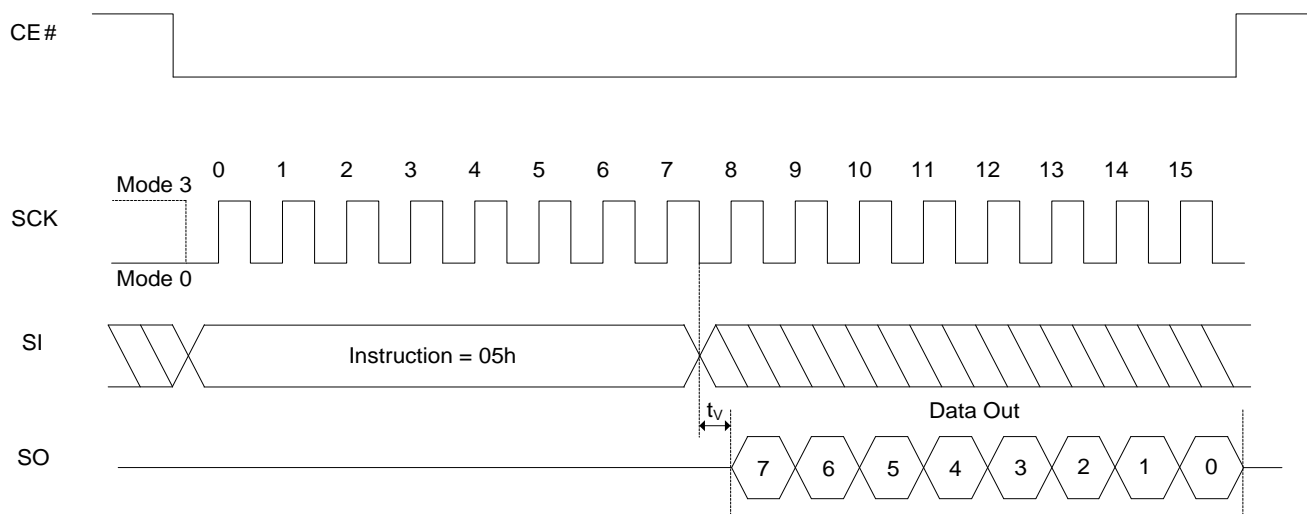 CE#
0 1 2 3 4 5 6 7 8 9 10 11 12 13 14 15
Mode 3
SCK
Mode 0
SI
Instruction = 05h
tV
Data Out
SO
7 6 5 4 3 2 1 0